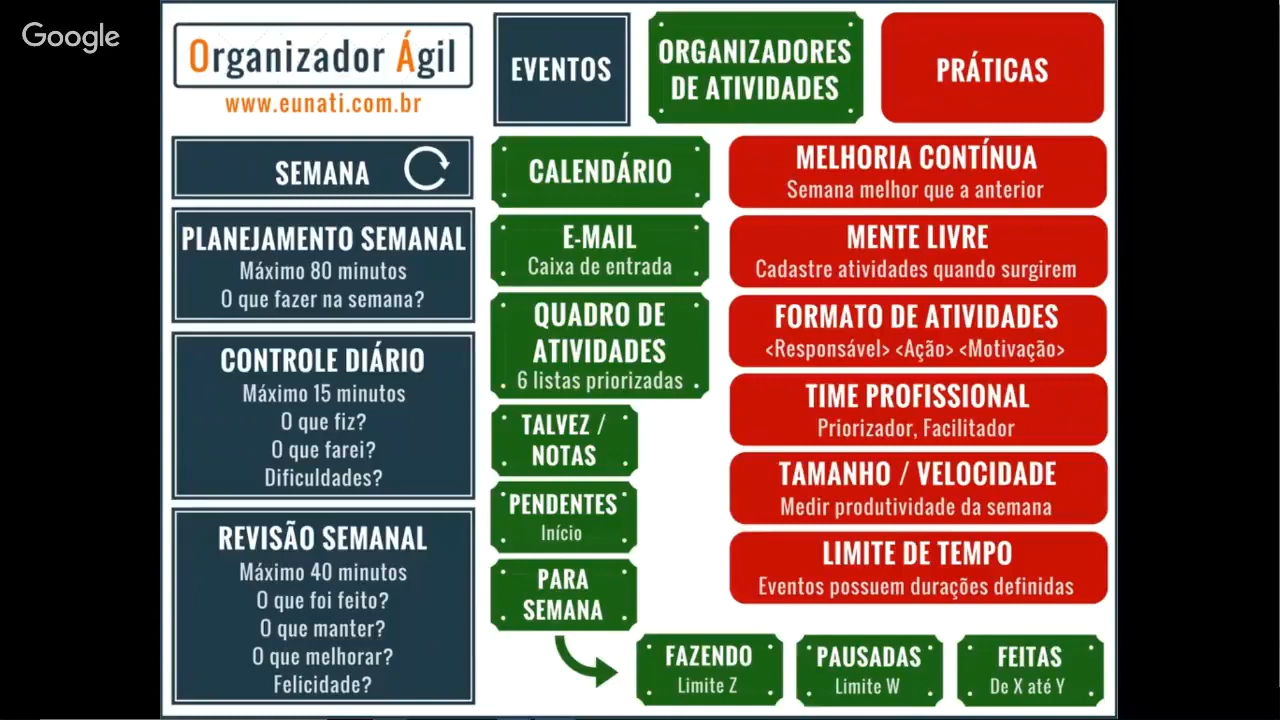 Google
Organizador Ágil
www.eunati.com.br
EVENTOS
ORGANIZADORES
DE ATIVIDADES
PRÁTICAS
SEMANA
PLANEJAMENTO SEMANAL
Máximo 80 minutos
O que fazer na semana?
CONTROLE DIÁRIO
Máximo 15 minutos
O que fiz?
O que farei?
Dificuldades?
REVISÃO SEMANAL
Máximo 40 minutos
O que foi feito?
O que manter?
O que melhorar?
Felicidade?
CALENDÁRIO
E-MAIL
Caixa de entrada
QUADRO DE
ATIVIDADES
6 listas priorizadas
TALVEZ /
NOTAS
PENDENTES
Início
PARA
SEMANA
FAZENDO
Limite Z
PAUSADAS
Limite W
FEITAS
De X até Y
MELHORIA CONTÍNUA
Semana melhor que a anterior
MENTE LIVRE
Cadastre atividades quando surgirem
FORMATO DE ATIVIDADES
<Responsável> <Ação> <Motivação>
TIME PROFISSIONAL
Priorizador, Facilitador
TAMANHO / VELOCIDADE
Medir produtividade da semana
LIMITE DE TEMPO
Eventos possuem durações definidas